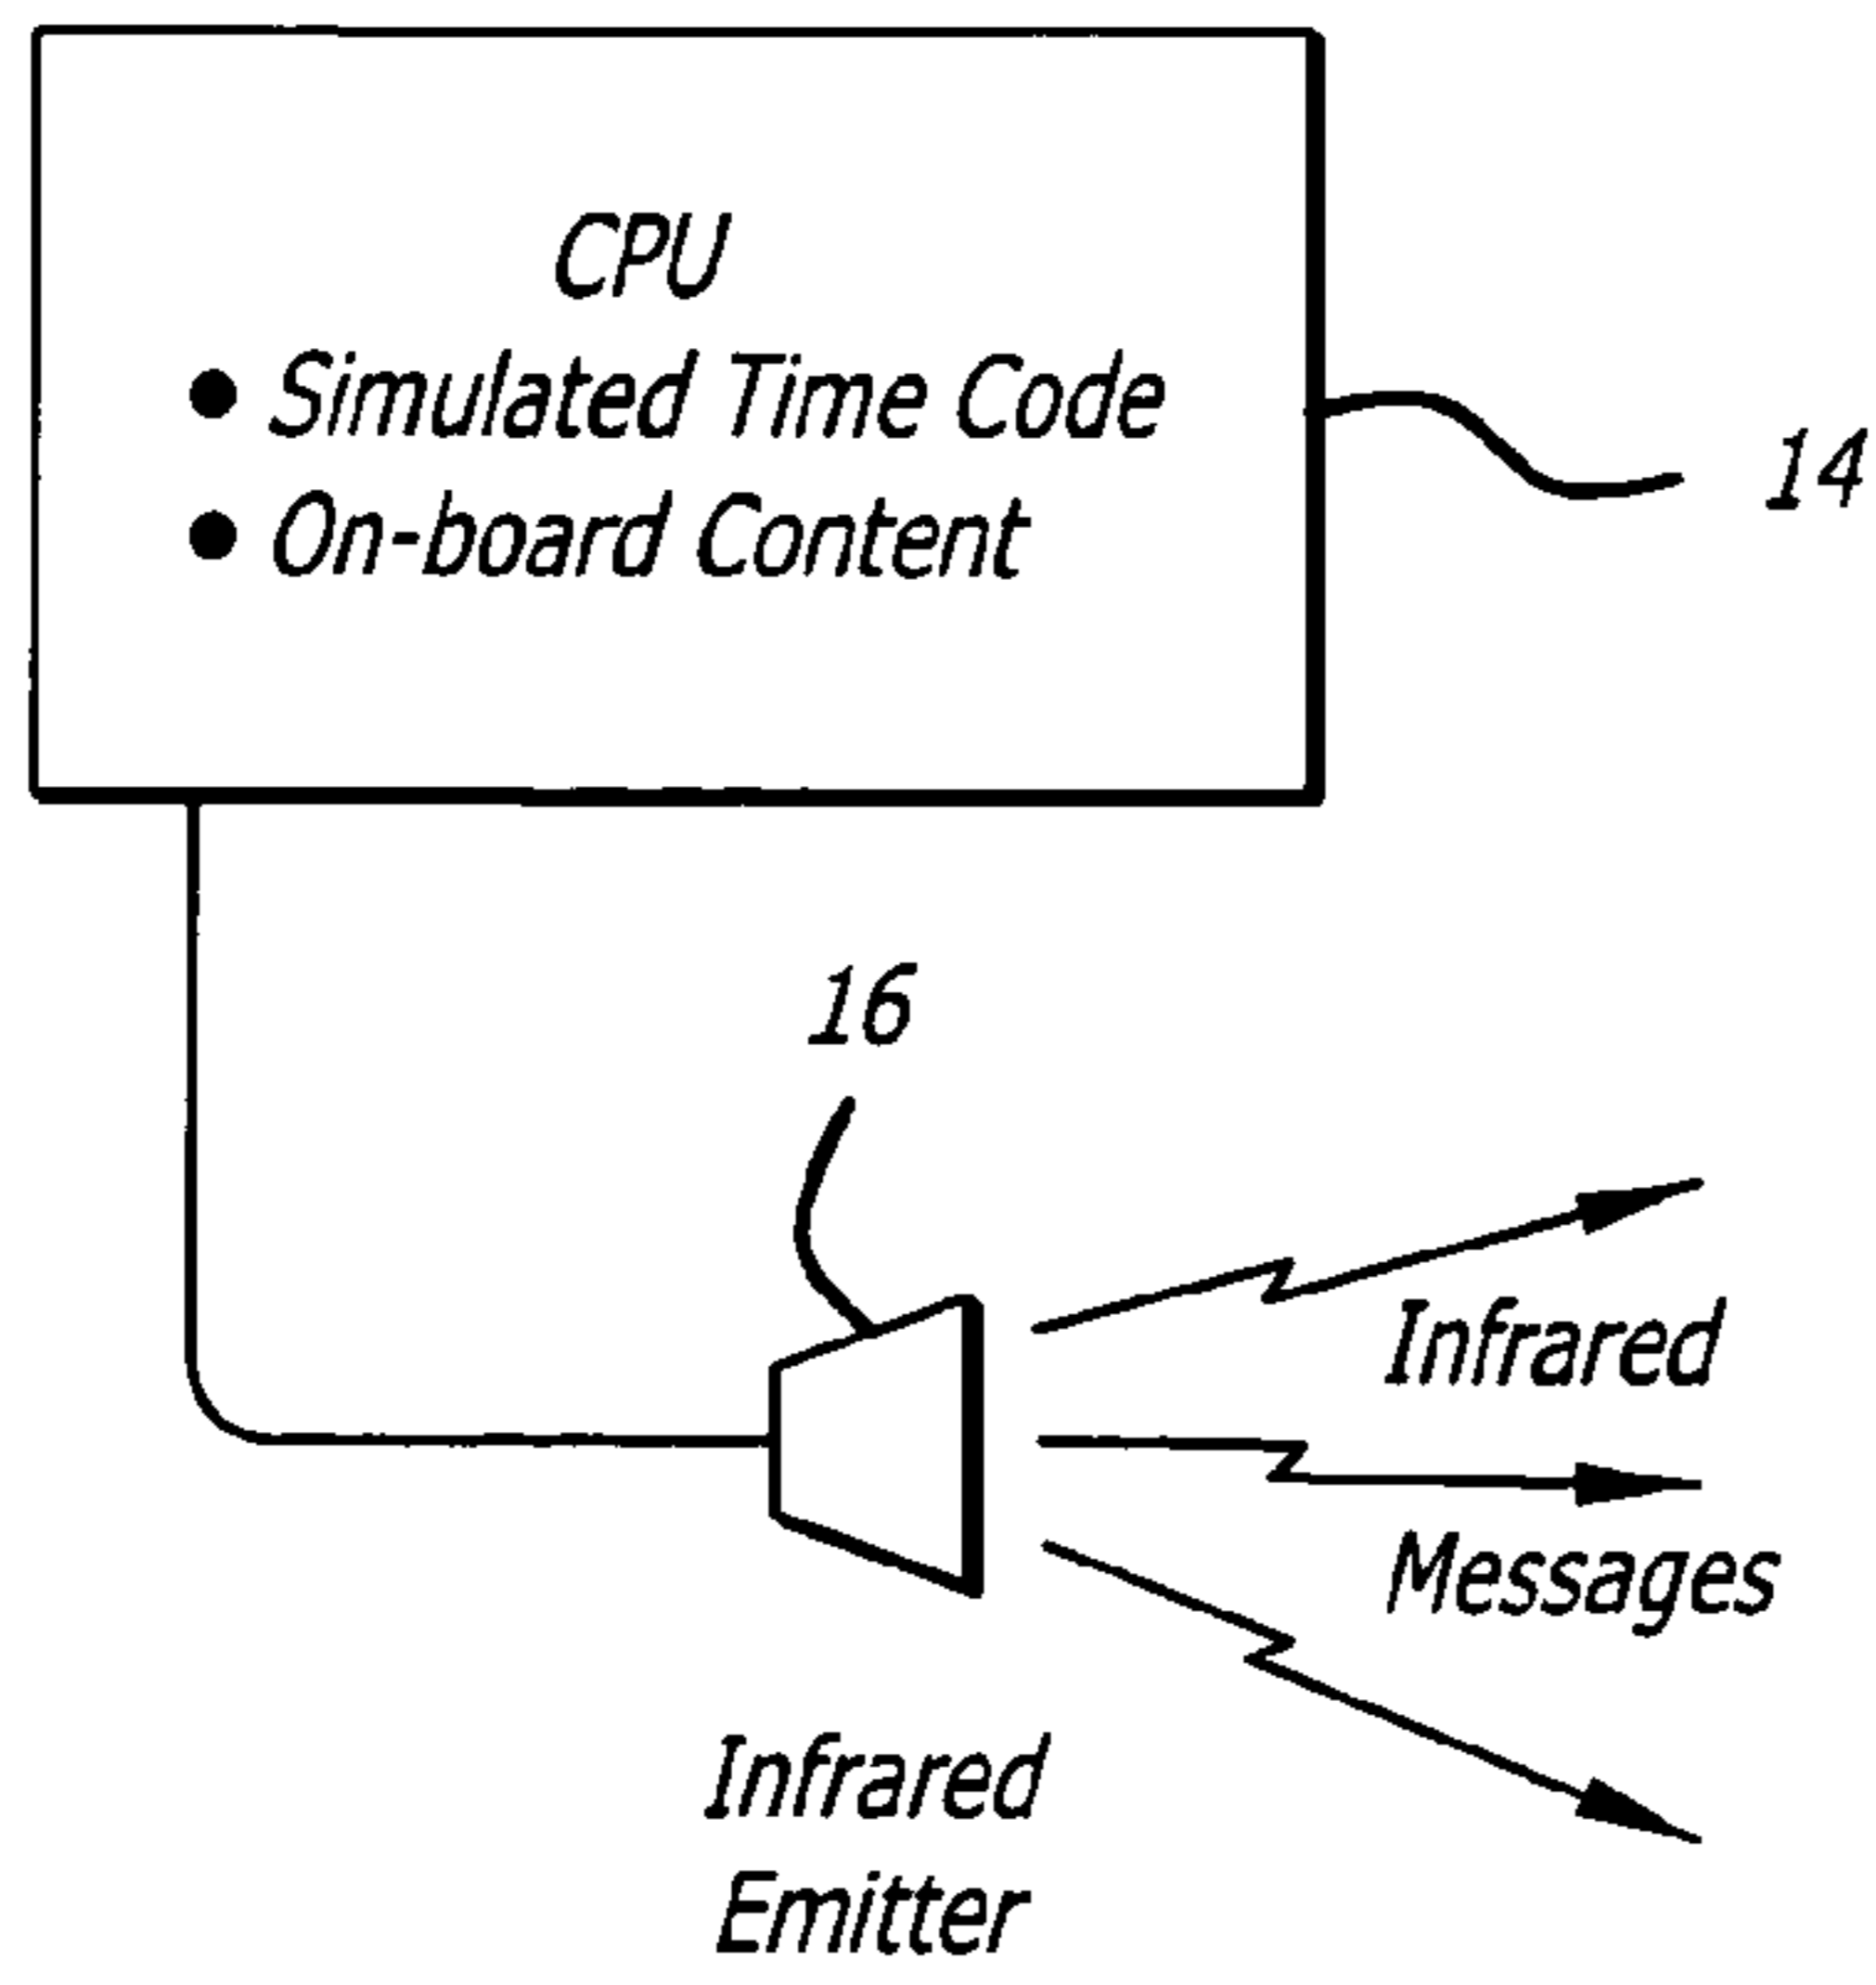 CPU
• Simulated Time Code
• On-board Content
14
16
Infrared
Messages
Infrared
Emitter